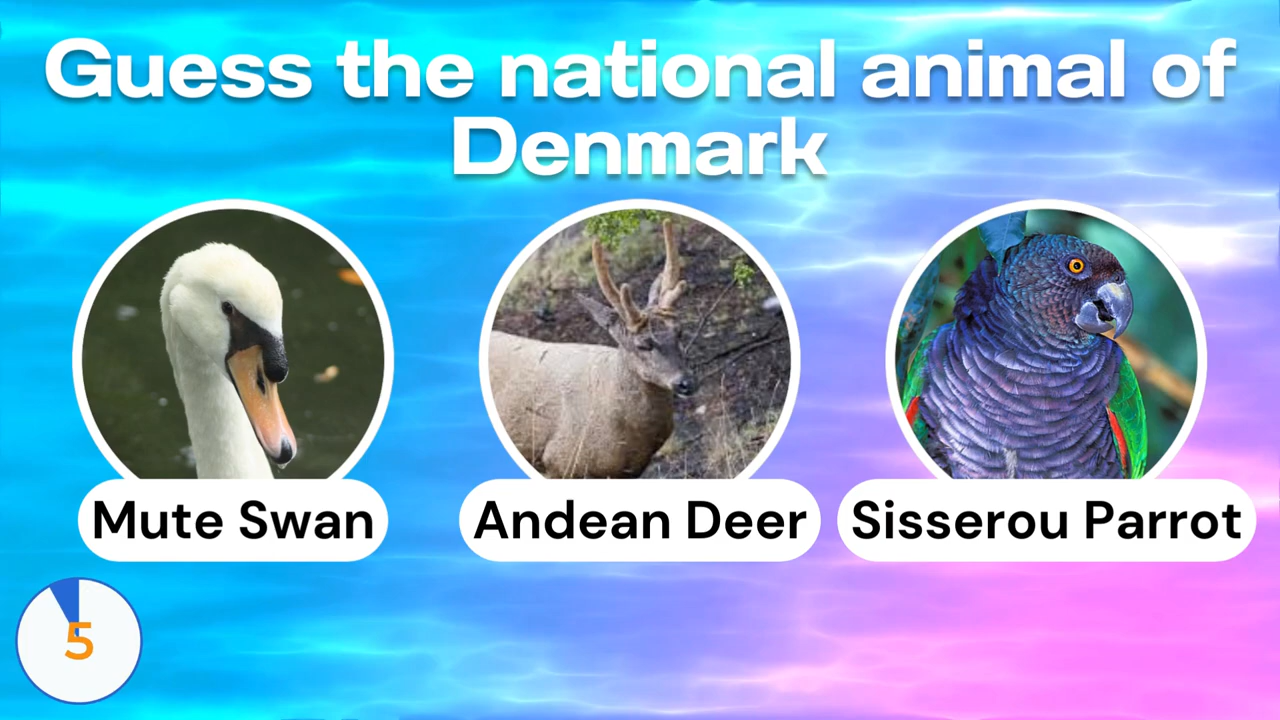 Guess the national animal of
Denmark
Mute Swan
Andean Deer
Sisserou Parrot
5